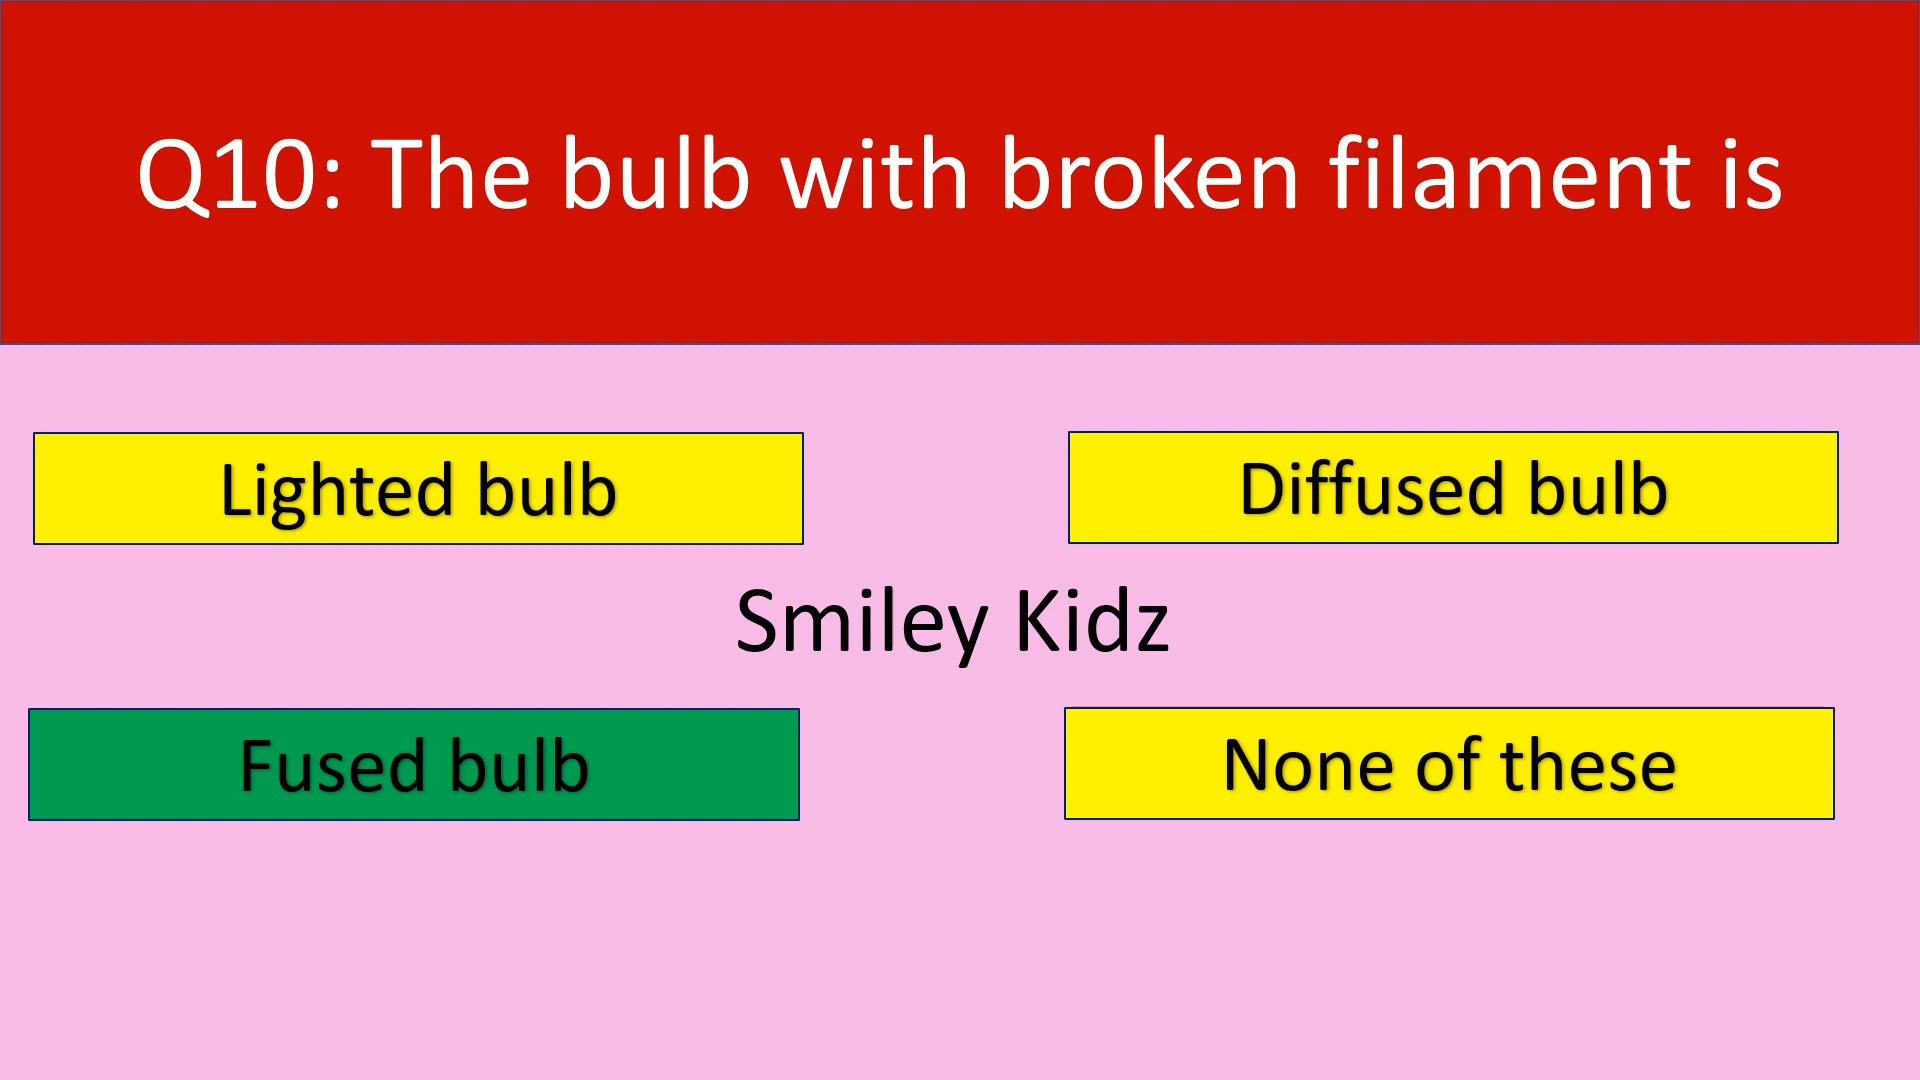 Q10: The bulb with broken filament is
Lighted bulb
Diffused bulb
Smiley Kidz
Fused bulb
None of these